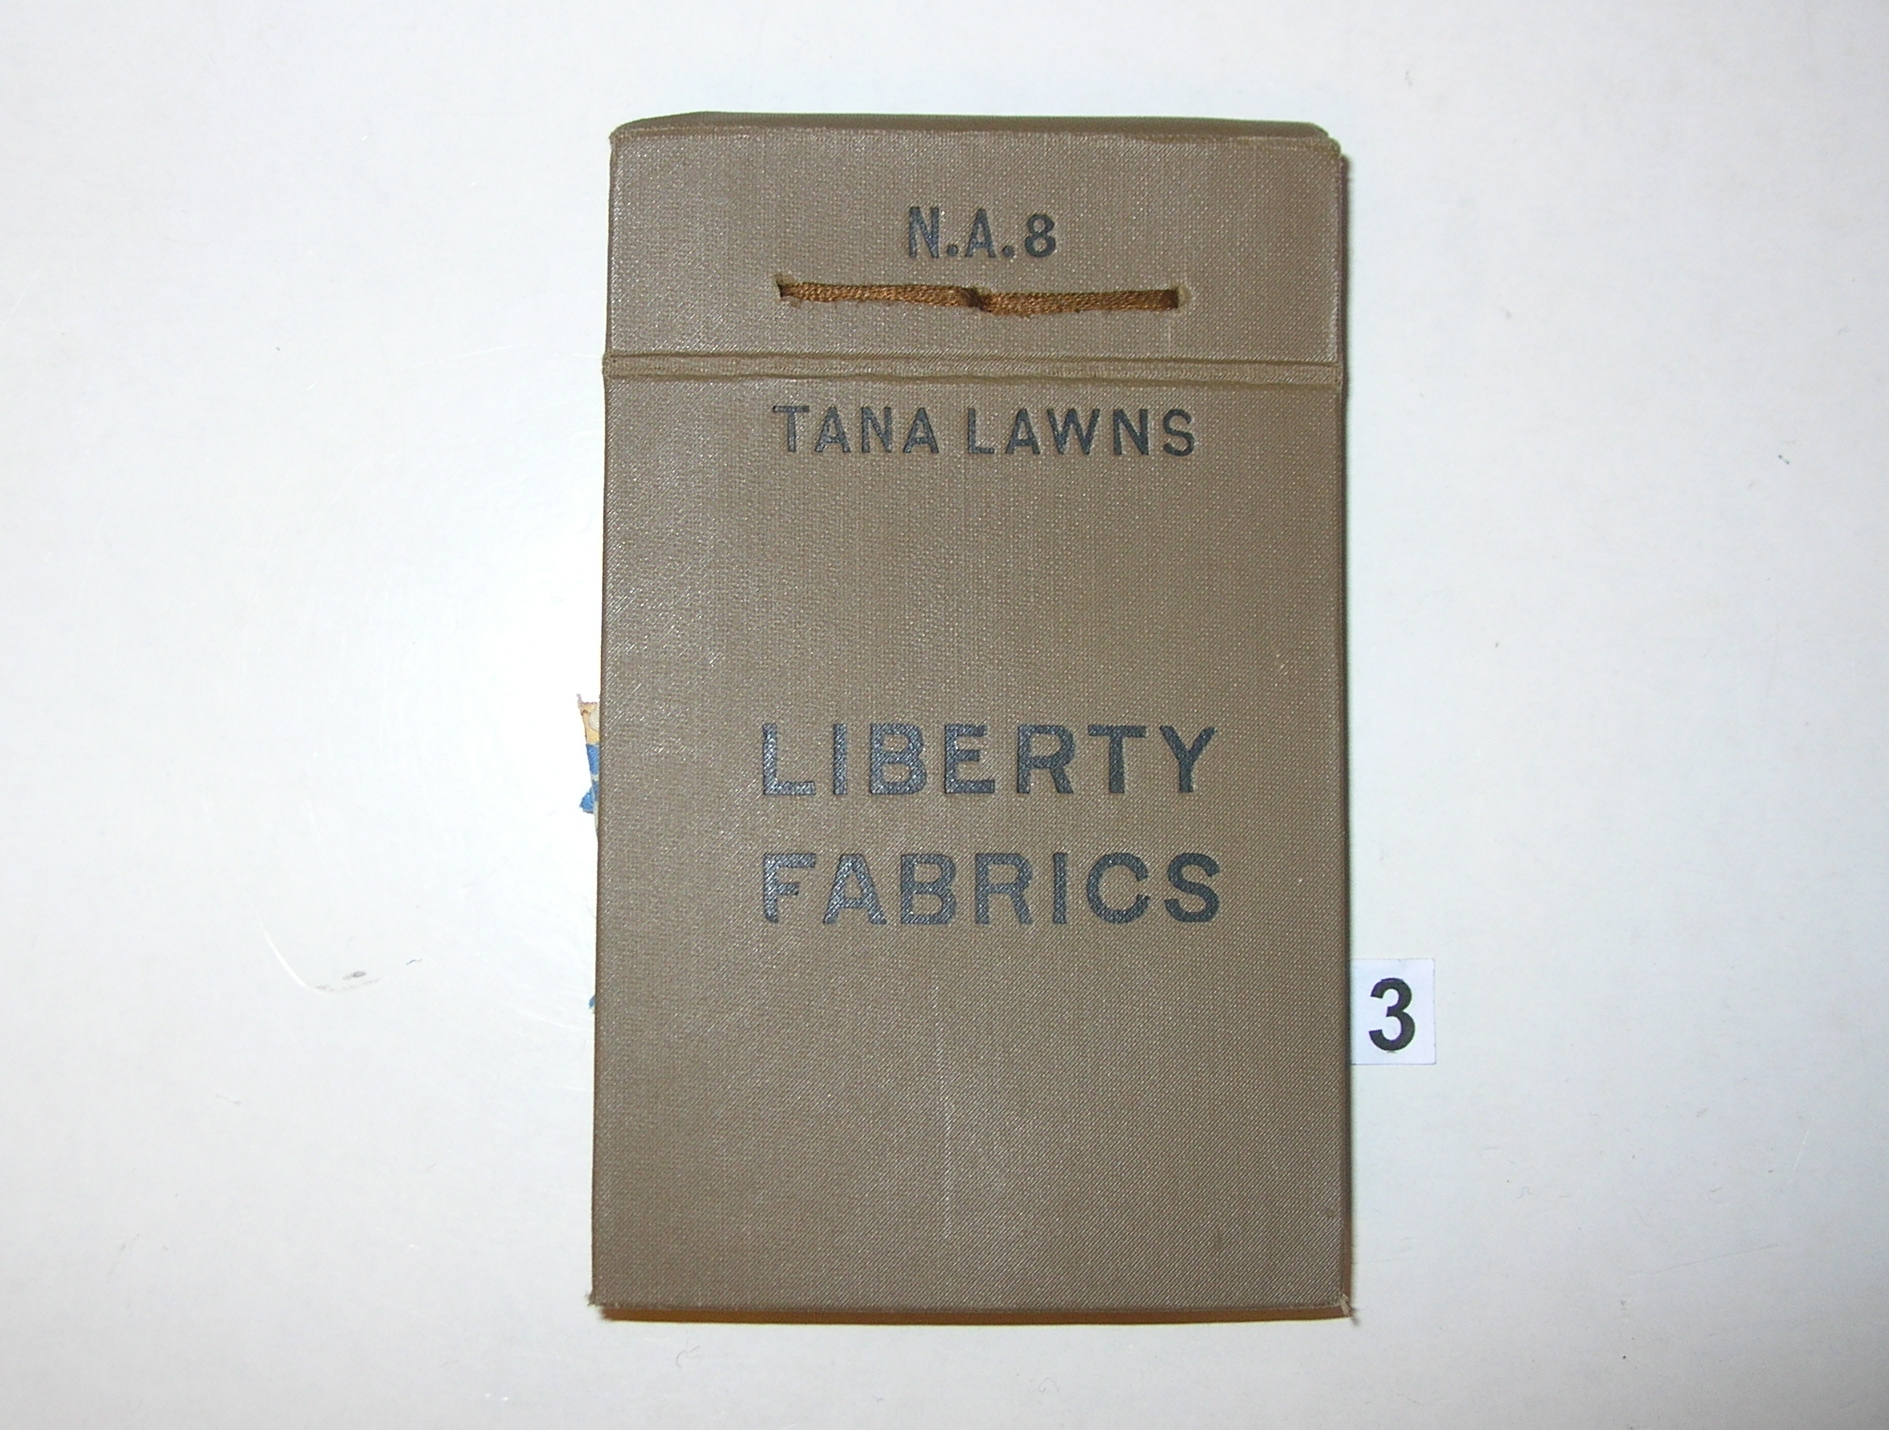 N.A.8
TANA LAWNS
LIBERTY
FABRICS
3